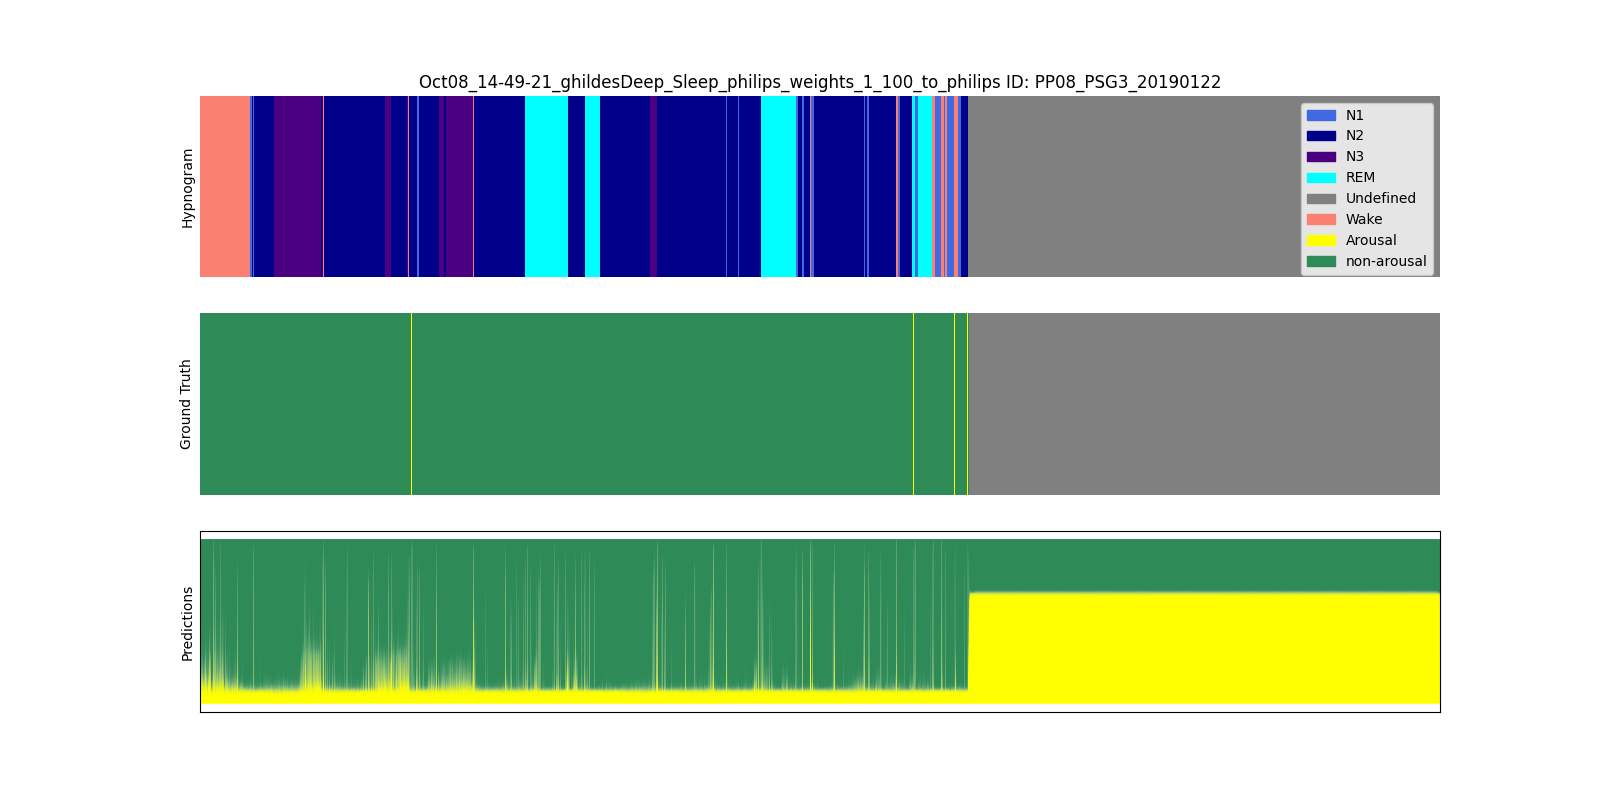 Oct08_14-49-21_ghildesDeep_Sleep_philips_weights_1_100_to_philips ID: PP08_PSG3_20190122
Hypnogram
N1
N2
N3
REM
Undefined
Wake
Arousal
non-arousal
Ground Truth
Predictions